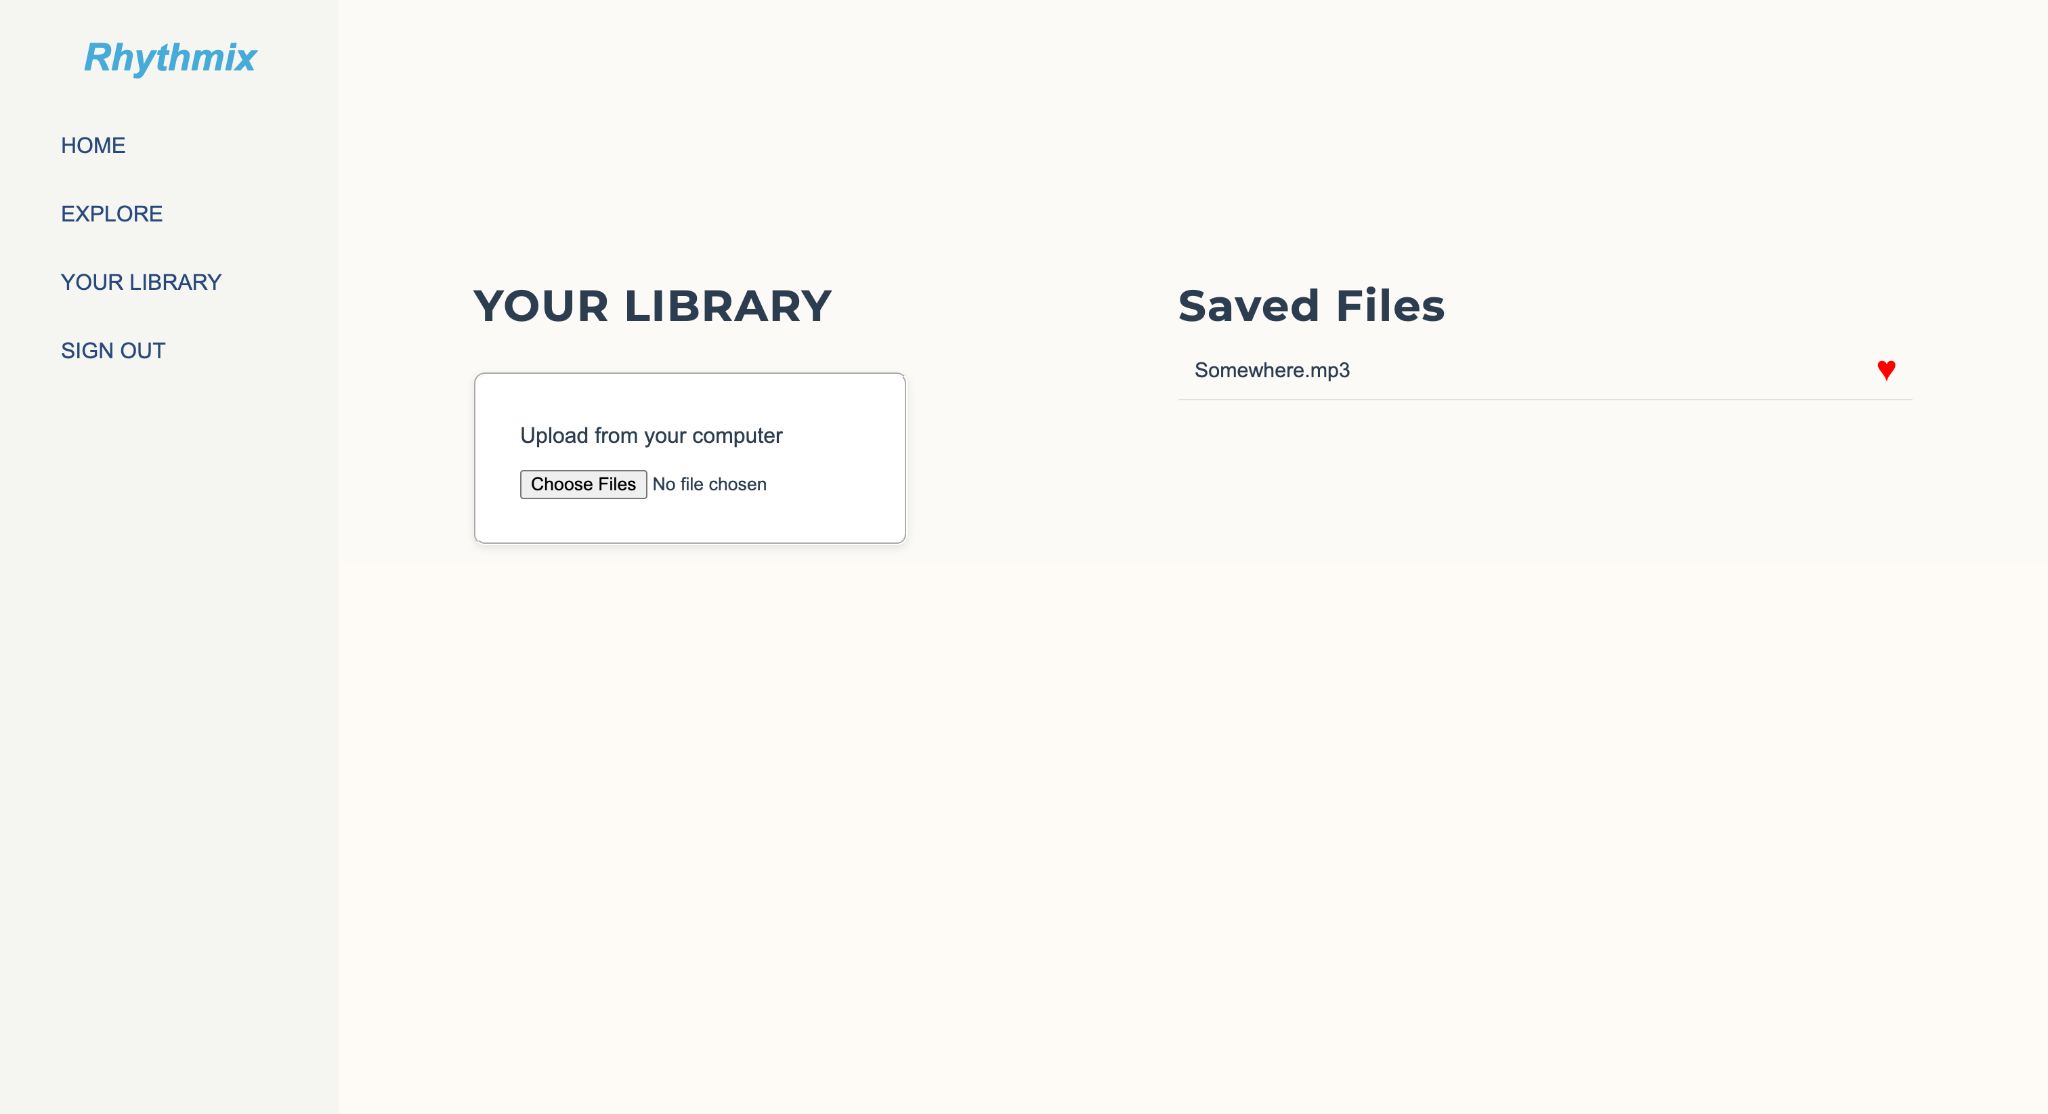 Rhythmix
HOME
EXPLORE
YOUR LIBRARY
SIGN OUT
YOUR LIBRARY
Upload from your computer
Choose Files No file chosen
Saved Files
Somewhere.mp3